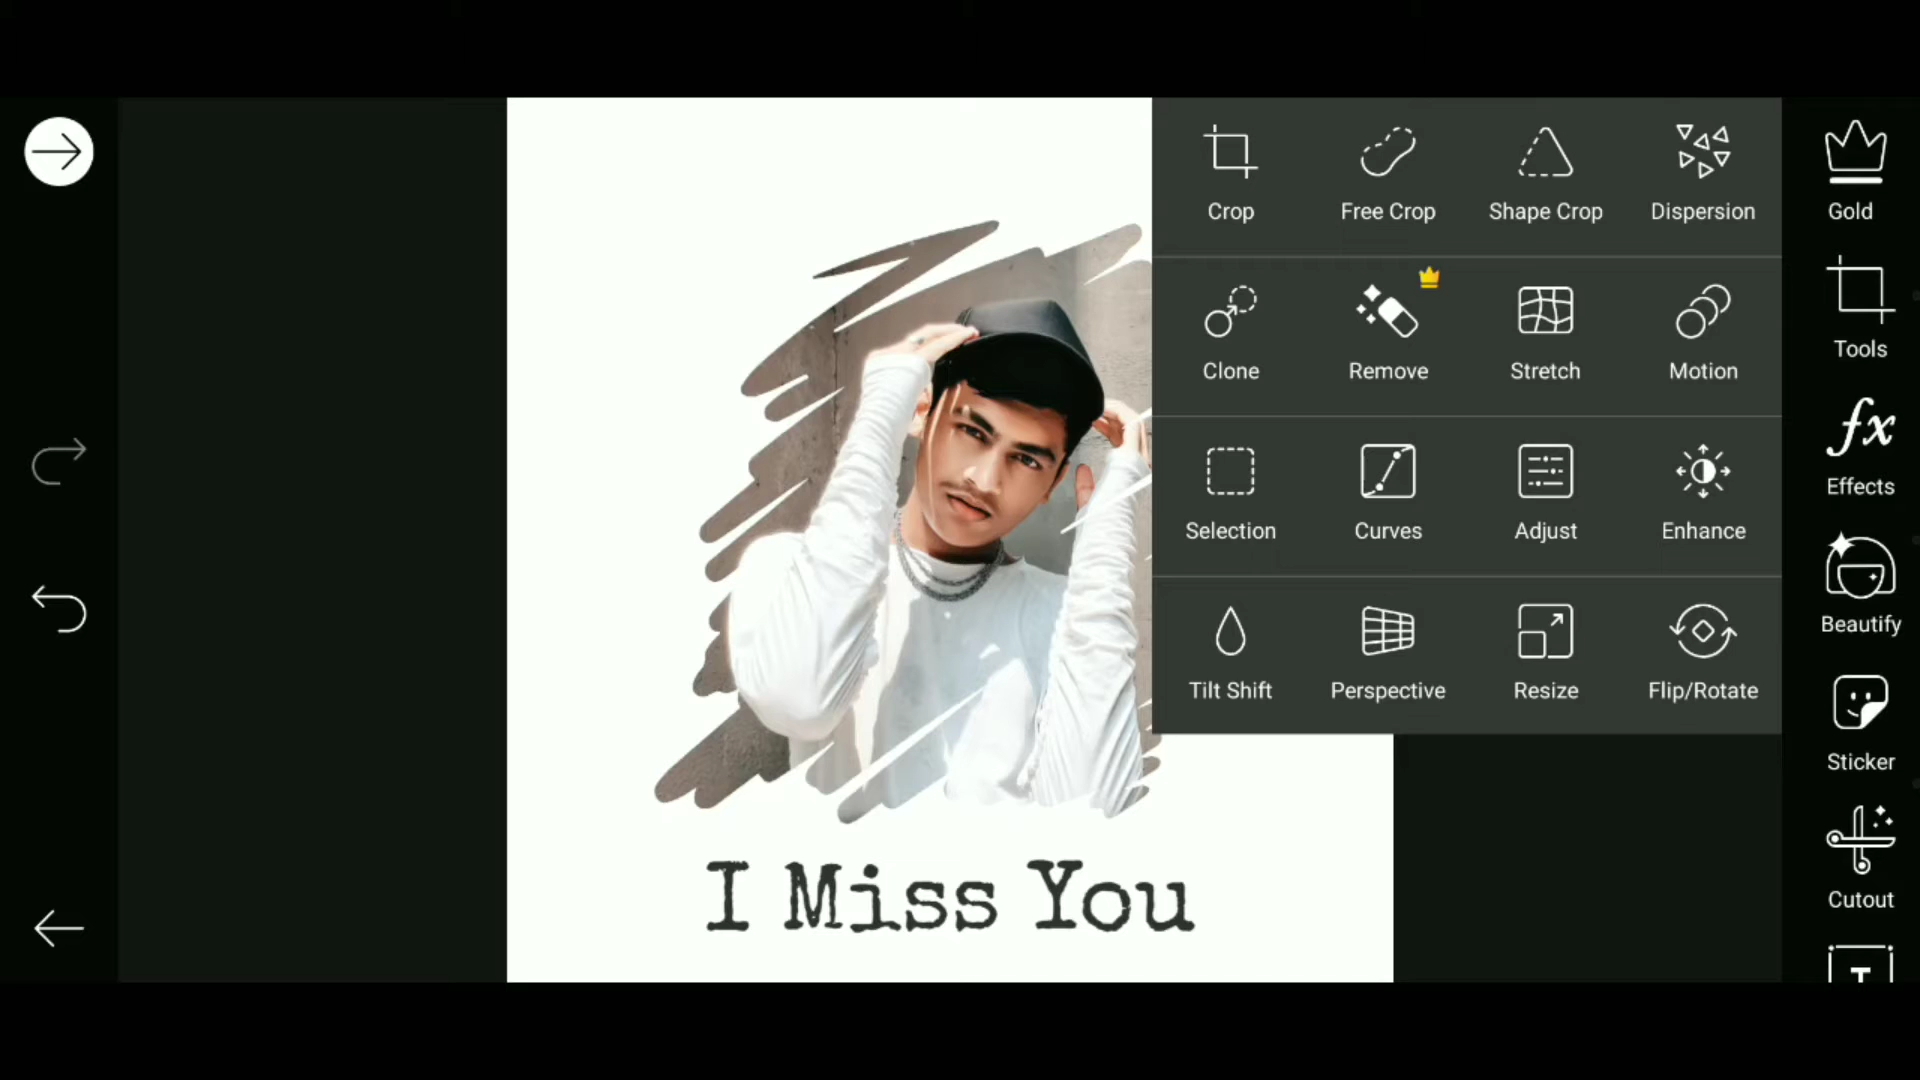 Crop Free Crop Shape Crop Dispersion
Clone Remove Stretch Motion
Selection Curves Adjust Enhance
Tilt Shift Perspective Resize Flip/Rotate
Gold
Tools
fx
Effects
Beautify
Sticker
Cutout
T
I Miss You